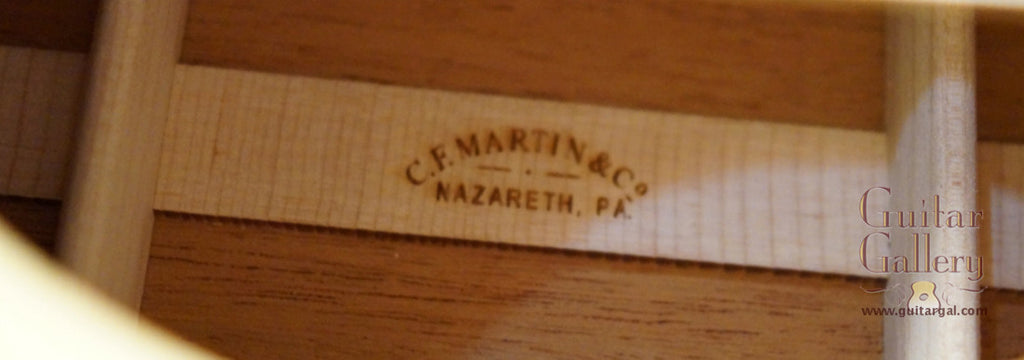 C.F. MARTIN & Co
NAZARETH, PA.
Guitar
Gallery
www.guitargal.com